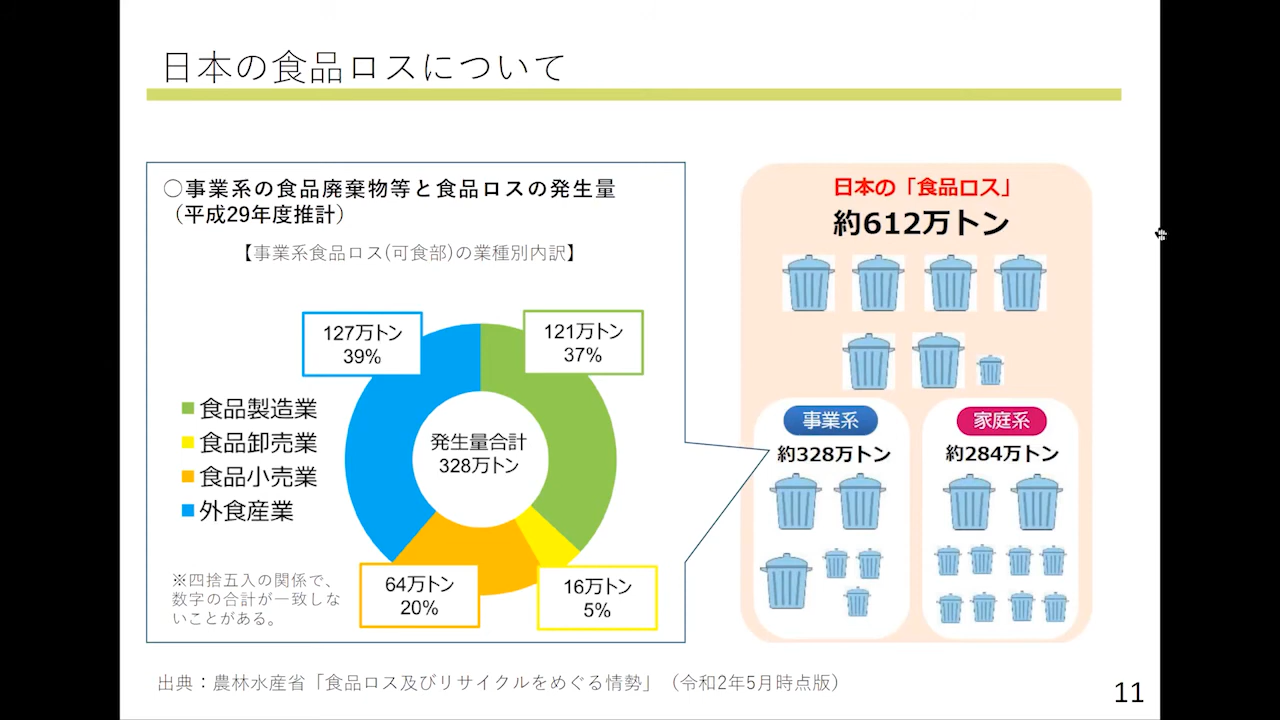 日本の食品ロスについて
○事業系の食品廃棄物等と食品ロスの発生量
（平成29年度推計）
【事業系食品ロス(可食部)の業種別内訳】
127万トン
39%
121万トン
37%
食品製造業
食品卸売業
食品小売業
外食産業
発生量合計
328万トン
※四捨五入の関係で、
数字の合計が一致しな
いことがある。
64万トン
20%
16万トン
5%
日本の「食品ロス」
約612万トン
事業系
約328万トン
家庭系
約284万トン
出典：農林水産省「食品ロス及びリサイクルをめぐる情勢」（令和2年5月時点版）
11